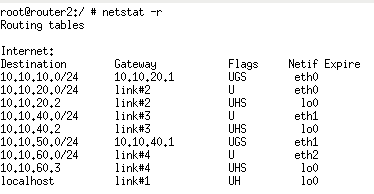 root@router2:/ # netstat -r
Routing tables
Internet:
Destination Gateway Flags Netif Expire
10.10.10.0/24 10.10.20.1 UGS eth0
10.10.20.0/24 link#2 U eth0
10.10.20.2 link#2 UHS lo0
10.10.40.0/24 link#3 U eth1
10.10.40.2 link#3 UHS lo0
10.10.50.0/24 10.10.40.1 UGS eth1
10.10.60.0/24 link#4 U eth2
10.10.60.3 link#4 UHS lo0
localhost link#1 UH lo0